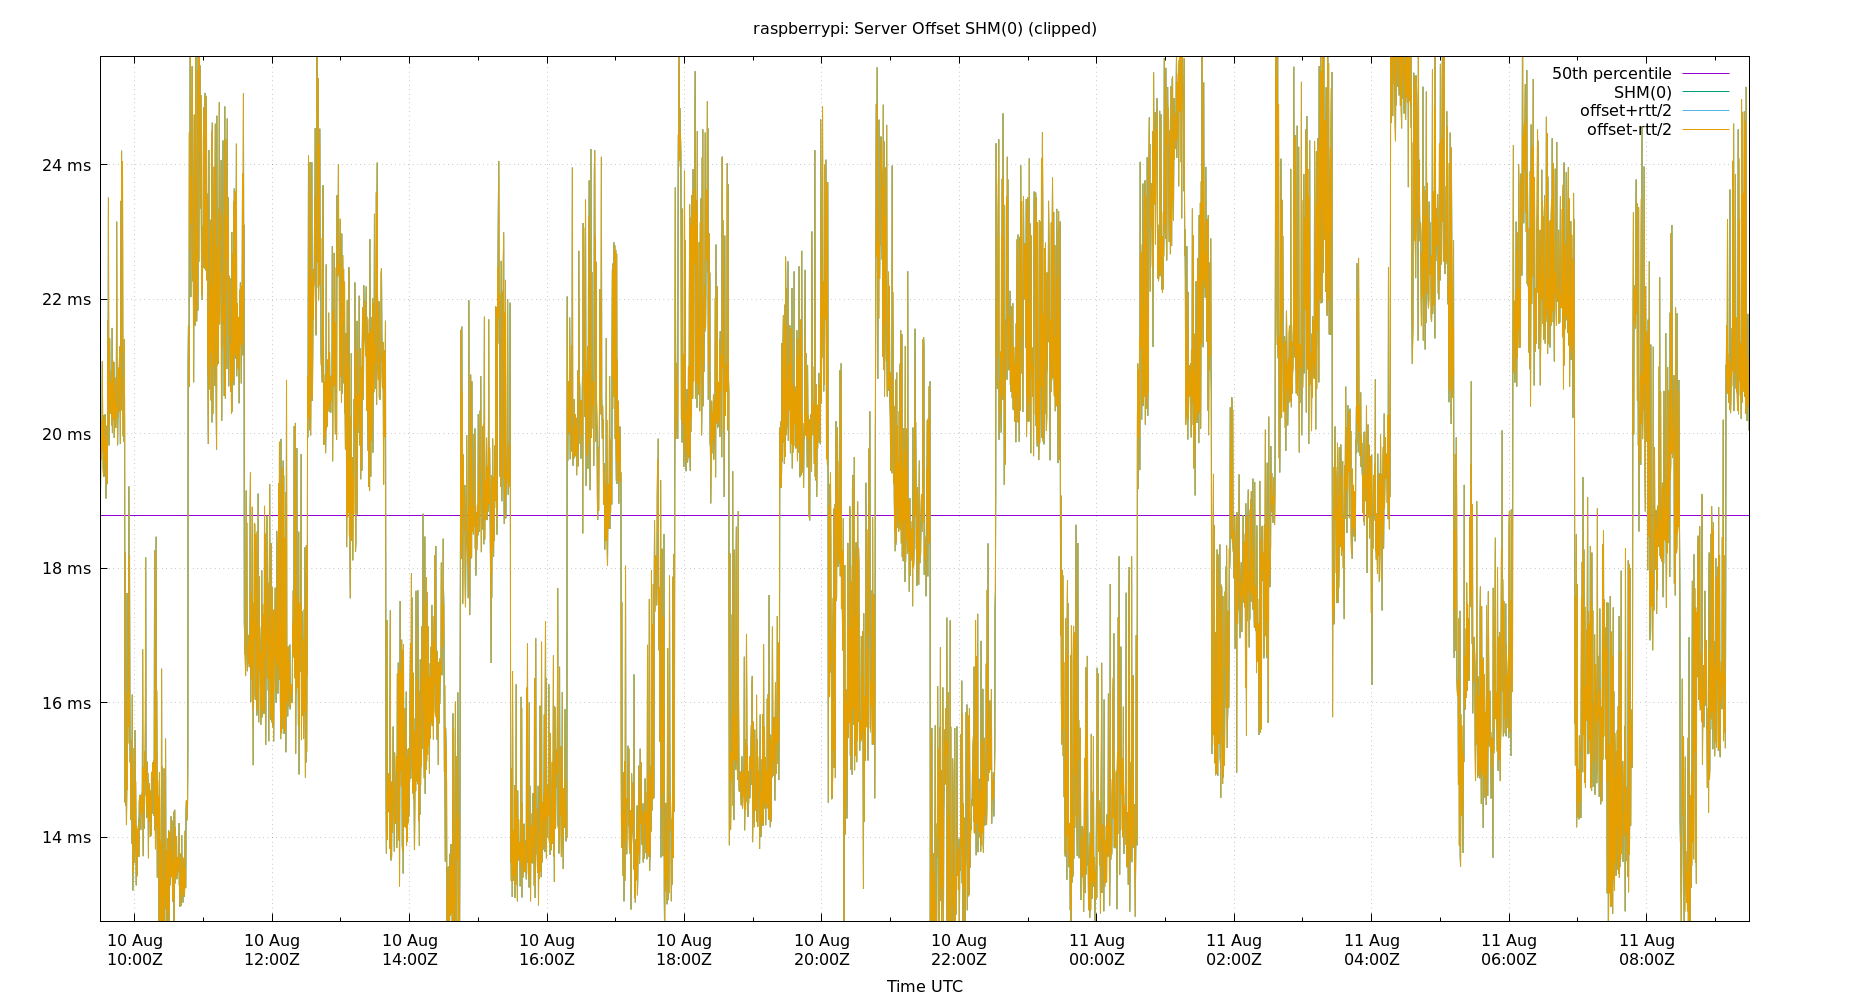 raspberrypi: Server Offset SHM(0) (clipped)
50th percentile
SHM(0)
offset+rtt/2
offset-rtt/2
24 ms
22 ms
20 ms
18 ms
16 ms
14 ms
10 Aug 10 Aug 10 Aug 10 Aug 10 Aug 10 Aug 10 Aug 11 Aug 11 Aug 11 Aug 11 Aug 11 Aug
10:00Z 12:00Z 14:00Z 16:00Z 18:00Z 20:00Z 22:00Z 00:00Z 02:00Z 04:00Z 06:00Z 08:00Z
Time UTC